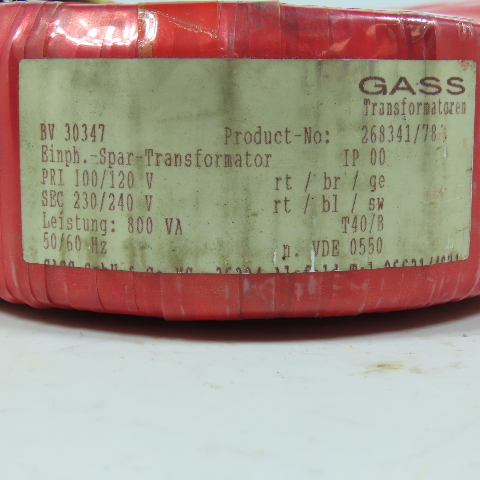 GASS
Transformatoren
BV 30347 Product-No: 268341/78
Einph.-Spar-Transformator IP 00
PRI 100/120 V rt / br / ge
SEC 230/240 V rt / bl / sw
Leistung: 800 VA T40/B
50/60 Hz n. VDE 0550